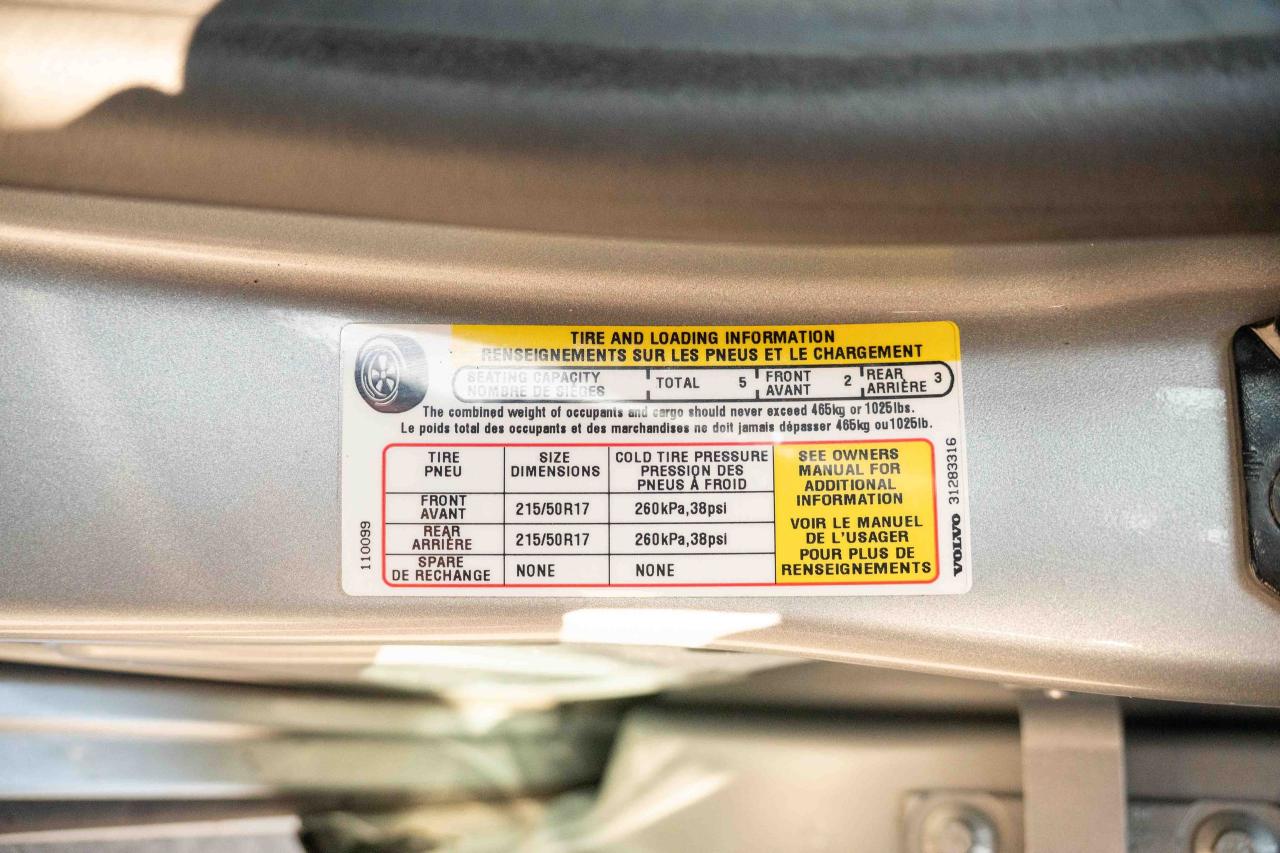 TIRE AND LOADING INFORMATION
RENSEIGNEMENTS SUR LES PNEUS ET LE CHARGEMENT
SEATING CAPACITY
NOMBRE DE SIÈGES
TOTAL 5
FRONT
AVANT 2
REAR
ARRIÈRE 3
The combined weight of occupants and cargo should never exceed 465kg or 1025lbs.
Le poids total des occupants et des marchandises ne doit jamais dépasser 465kg ou 1025lb.
TIRE
PNEU
SIZE
DIMENSIONS
COLD TIRE PRESSURE
PRESSION DES
PNEUS À FROID
FRONT
AVANT
215/50R17
260kPa,38psi
REAR
ARRIÈRE
215/50R17
260kPa,38psi
SPARE
DE RECHANGE
NONE
NONE
SEE OWNERS
MANUAL FOR
ADDITIONAL
INFORMATION
VOIR LE MANUEL
DE L'USAGER
POUR PLUS DE
RENSEIGNEMENTS
110099
VOLVO 31283316